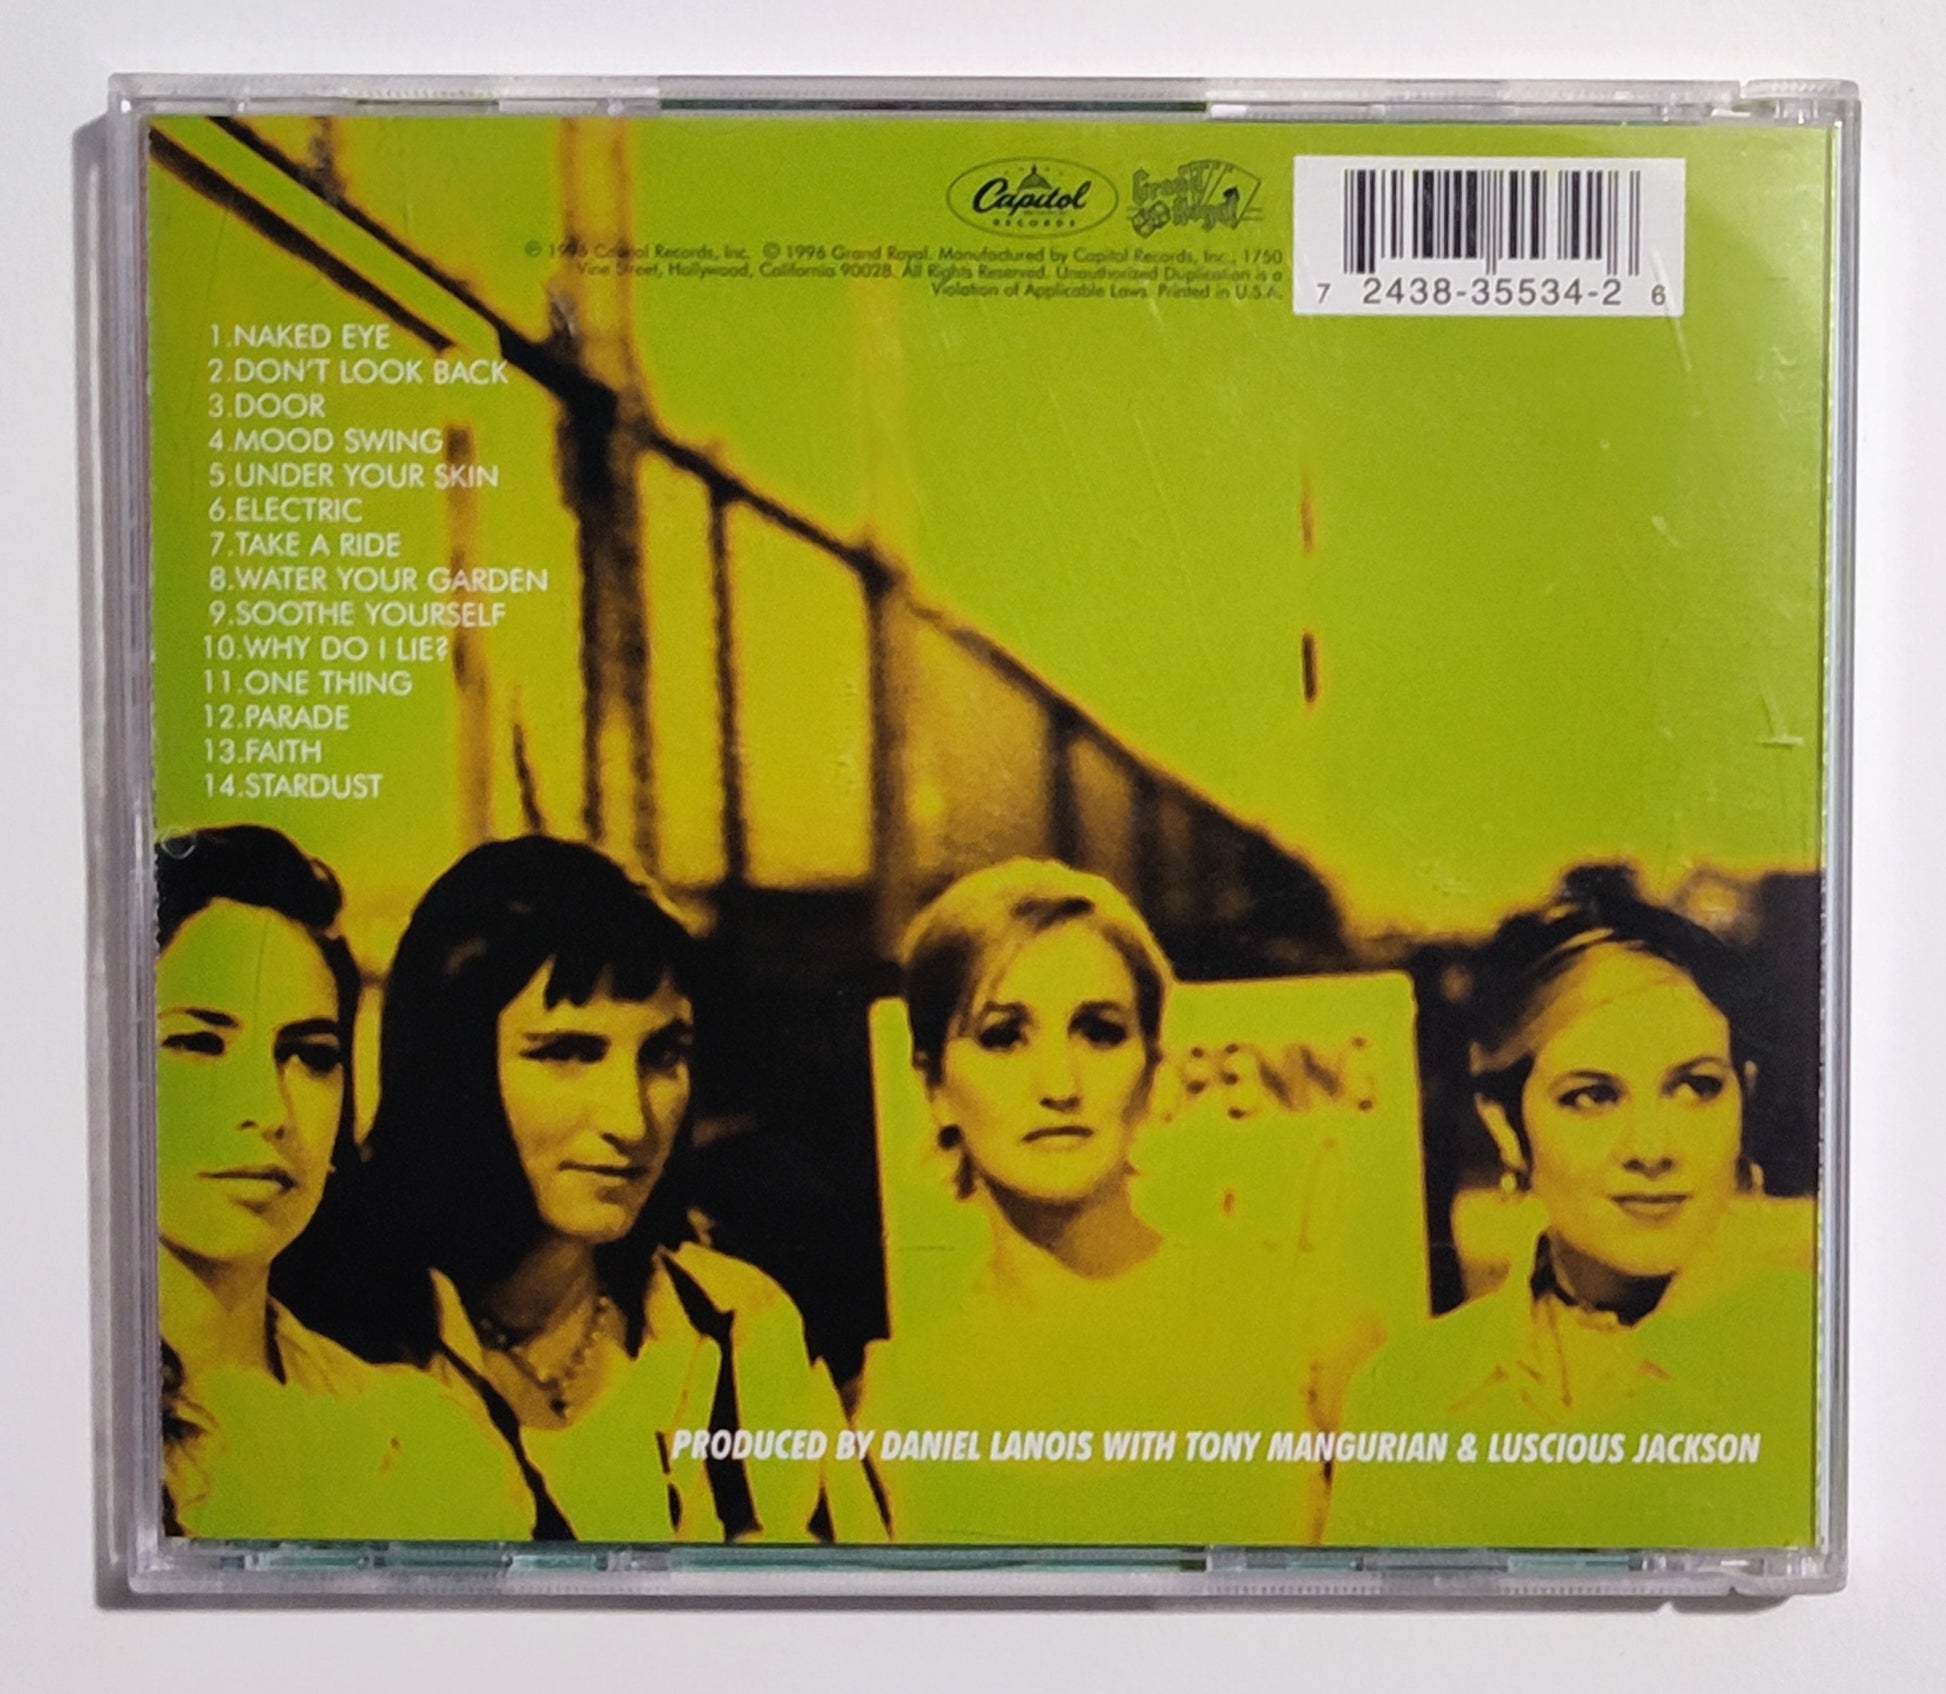 Capitol
RECORDS
Grand Royal
℗ 1996 Capitol Records, Inc. © 1996 Grand Royal. Manufactured by Capitol Records, Inc., 1750
Vine Street, Hollywood, California 90028. All Rights Reserved. Unauthorized Duplication is a
Violation of Applicable Laws. Printed in U.S.A.
7 2438-35534-2 6
1.NAKED EYE
2.DON'T LOOK BACK
3.DOOR
4.MOOD SWING
5.UNDER YOUR SKIN
6.ELECTRIC
7.TAKE A RIDE
8.WATER YOUR GARDEN
9.SOOTHE YOURSELF
10.WHY DO I LIE?
11.ONE THING
12.PARADE
13.FAITH
14.STARDUST
PRODUCED BY DANIEL LANOIS WITH TONY MANGURIAN & LUSCIOUS JACKSON